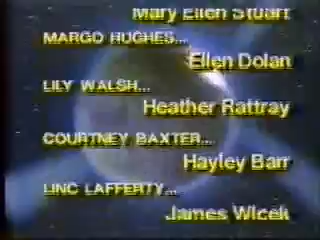 Mary Ellen Stuart
MARGO HUGHES...
Ellen Dolan
LILY WALSH...
Heather Rattray
COURTNEY BAXTER...
Hayley Barr
LINC LAFFERTY...
James Wlcek